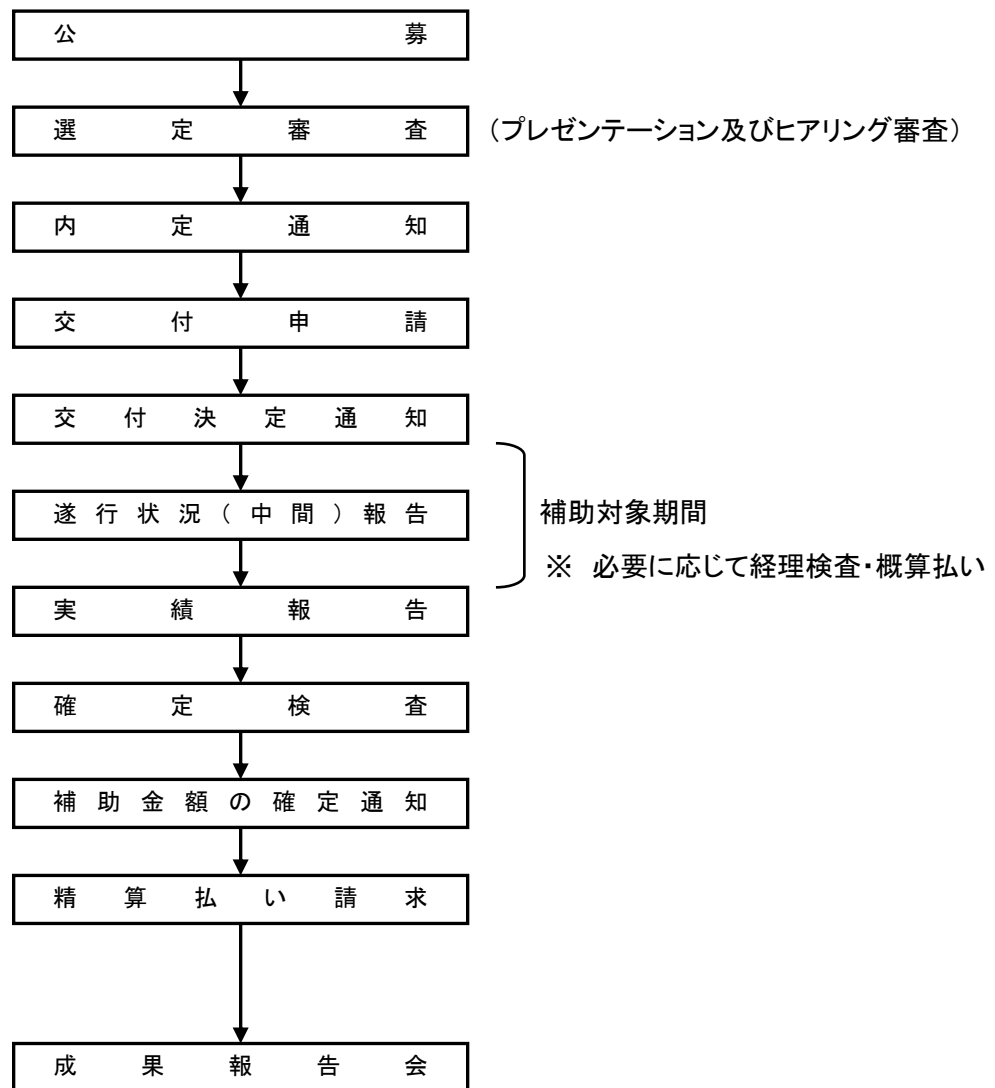 公募
選定審査
(プレゼンテーション及びヒアリング審査)
内定通知
交付申請
交付決定通知
遂行状況(中間)報告
補助対象期間
※ 必要に応じて経理検査・概算払い
実績報告
確定検査
補助金額の確定通知
精算払い請求
成果報告会